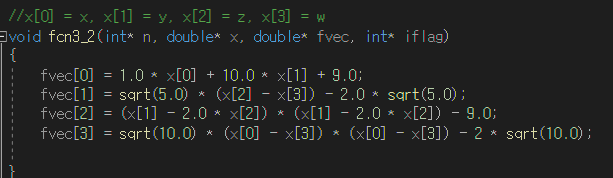 //x[0] = x, x[1] = y, x[2] = z, x[3] = w
void fcn3_2(int* n, double* x, double* fvec, int* iflag)
{
fvec[0] = 1.0 * x[0] + 10.0 * x[1] + 9.0;
fvec[1] = sqrt(5.0) * (x[2] - x[3]) - 2.0 * sqrt(5.0);
fvec[2] = (x[1] - 2.0 * x[2]) * (x[1] - 2.0 * x[2]) - 9.0;
fvec[3] = sqrt(10.0) * (x[0] - x[3]) * (x[0] - x[3]) - 2 * sqrt(10.0);
}